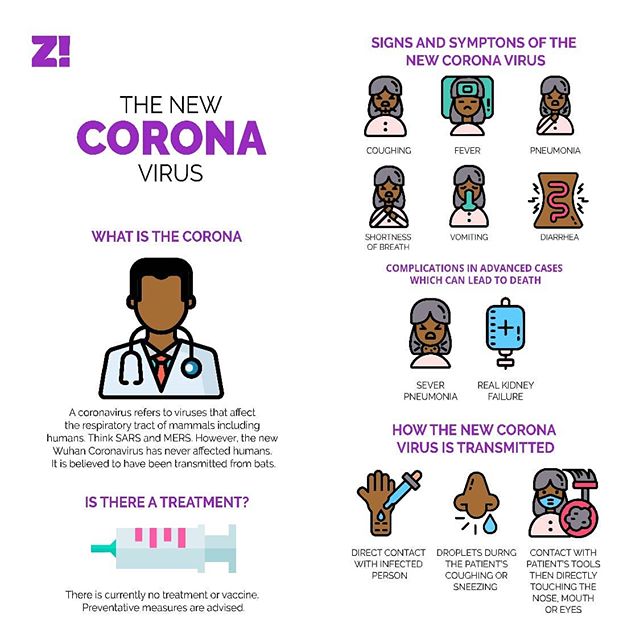 Z!
THE NEW
CORONA
VIRUS
WHAT IS THE CORONA
A coronavirus refers to viruses that affect
the respiratory tract of mammals including
humans. Think SARS and MERS. However, the new
Wuhan Coronavirus has never affected humans.
It is believed to have been transmitted from bats.
IS THERE A TREATMENT?
There is currently no treatment or vaccine.
Preventative measures are advised.
SIGNS AND SYMPTONS OF THE
NEW CORONA VIRUS
COUGHING
FEVER
PNEUMONIA
SHORTNESS
OF BREATH
VOMITING
DIARRHEA
COMPLICATIONS IN ADVANCED CASES
WHICH CAN LEAD TO DEATH
SEVER
PNEUMONIA
REAL KIDNEY
FAILURE
HOW THE NEW CORONA
VIRUS IS TRANSMITTED
DIRECT CONTACT
WITH INFECTED
PERSON
DROPLETS DURNG
THE PATIENT'S
COUGHING OR
SNEEZING
CONTACT WITH
PATIENT'S TOOLS
THEN DIRECTLY
TOUCHING THE
NOSE, MOUTH
OR EYES